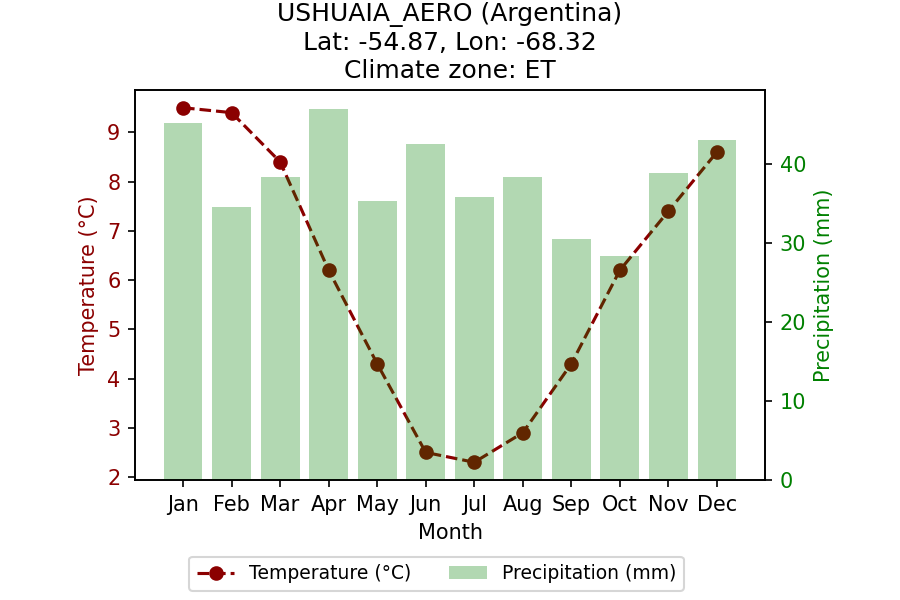 USHUAIA_AERO (Argentina)
Lat: -54.87, Lon: -68.32
Climate zone: ET
Temperature (°C)
9
8
7
6
5
4
3
2
40
30
20
10
0
Precipitation (mm)
Jan Feb Mar Apr May Jun Jul Aug Sep Oct Nov Dec
Month
Temperature (°C) Precipitation (mm)